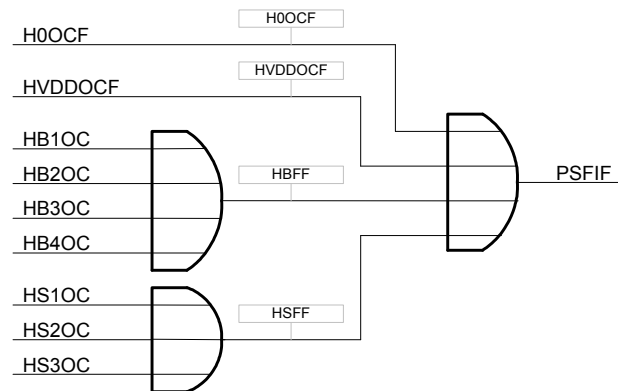 H0OCF
H0OCF
HVDDOCF
HVDDOCF
HB1OC
HB2OC
HBFF
PSFIF
HB3OC
HB4OC
HS1OC
HSFF
HS2OC
HS3OC